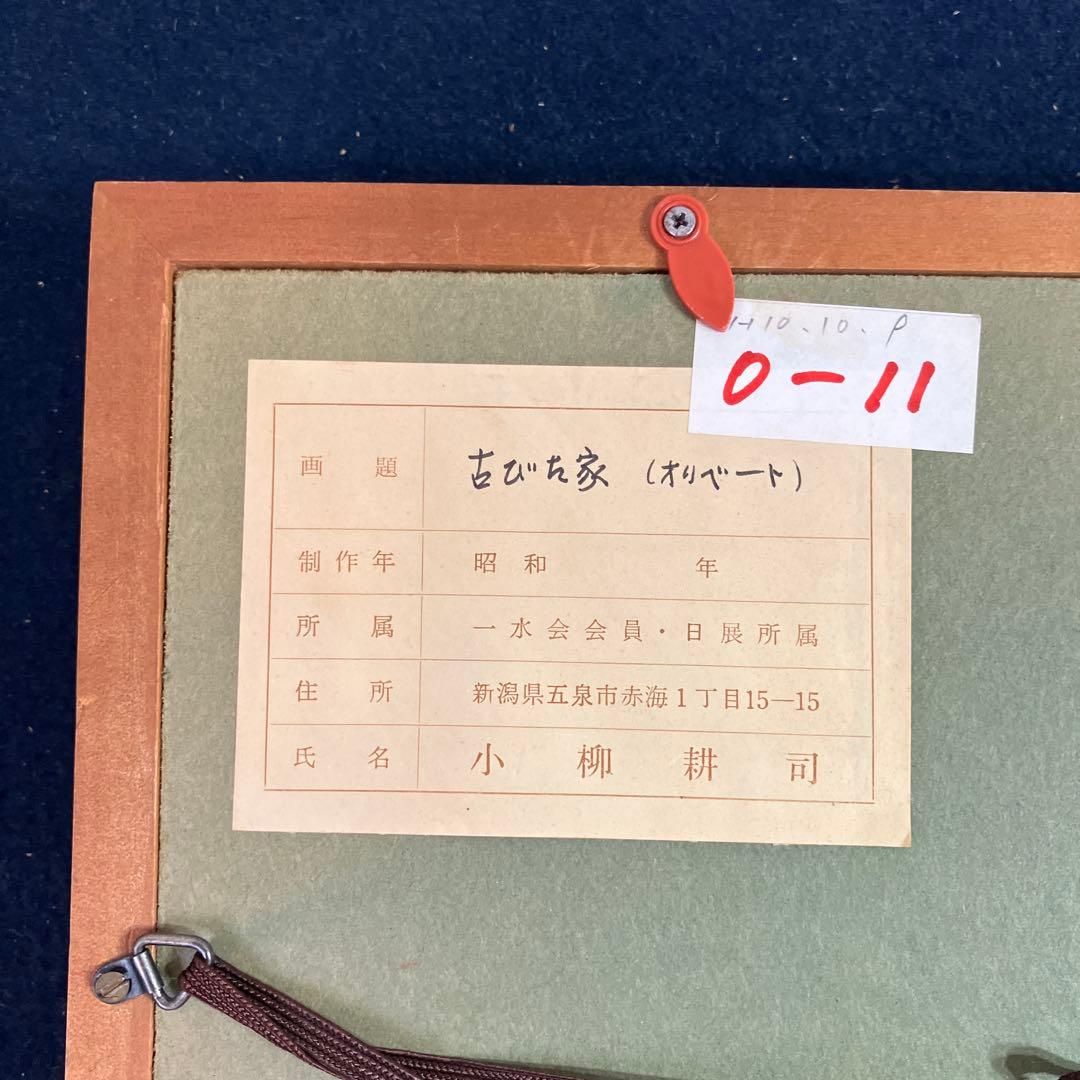 H10.10.9
0-11
画題 古びた家 (オリベート)
制作年 昭和 年
所属 一水会会員・日展所属
住所 新潟県五泉市赤海1丁目15―15
氏名 小柳耕司